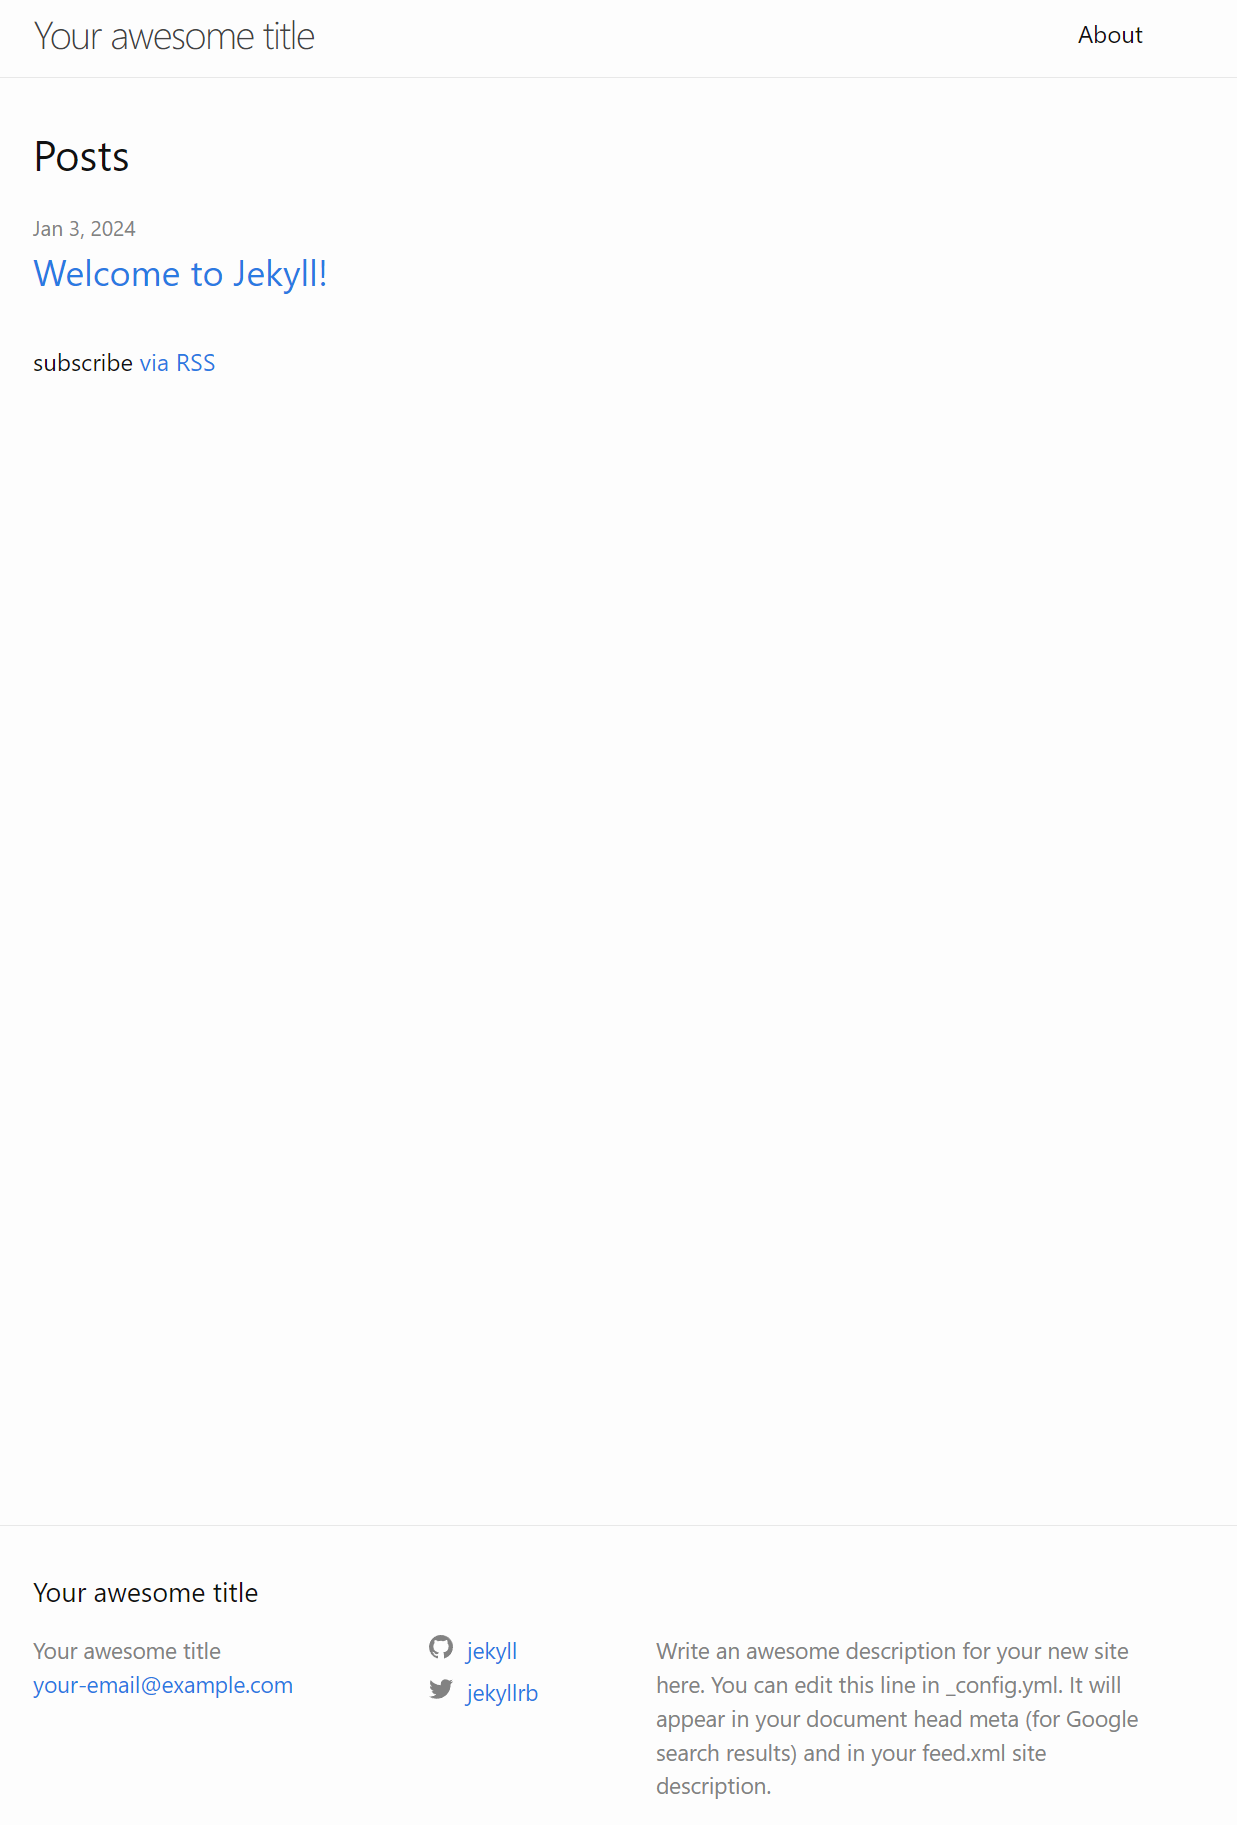 Your awesome title
About
Posts
Jan 3, 2024
Welcome to Jekyll!
subscribe via RSS
Your awesome title
Your awesome title
your-email@example.com
jekyll
jekyllrb
Write an awesome description for your new site
here. You can edit this line in _config.yml. It will
appear in your document head meta (for Google
search results) and in your feed.xml site
description.